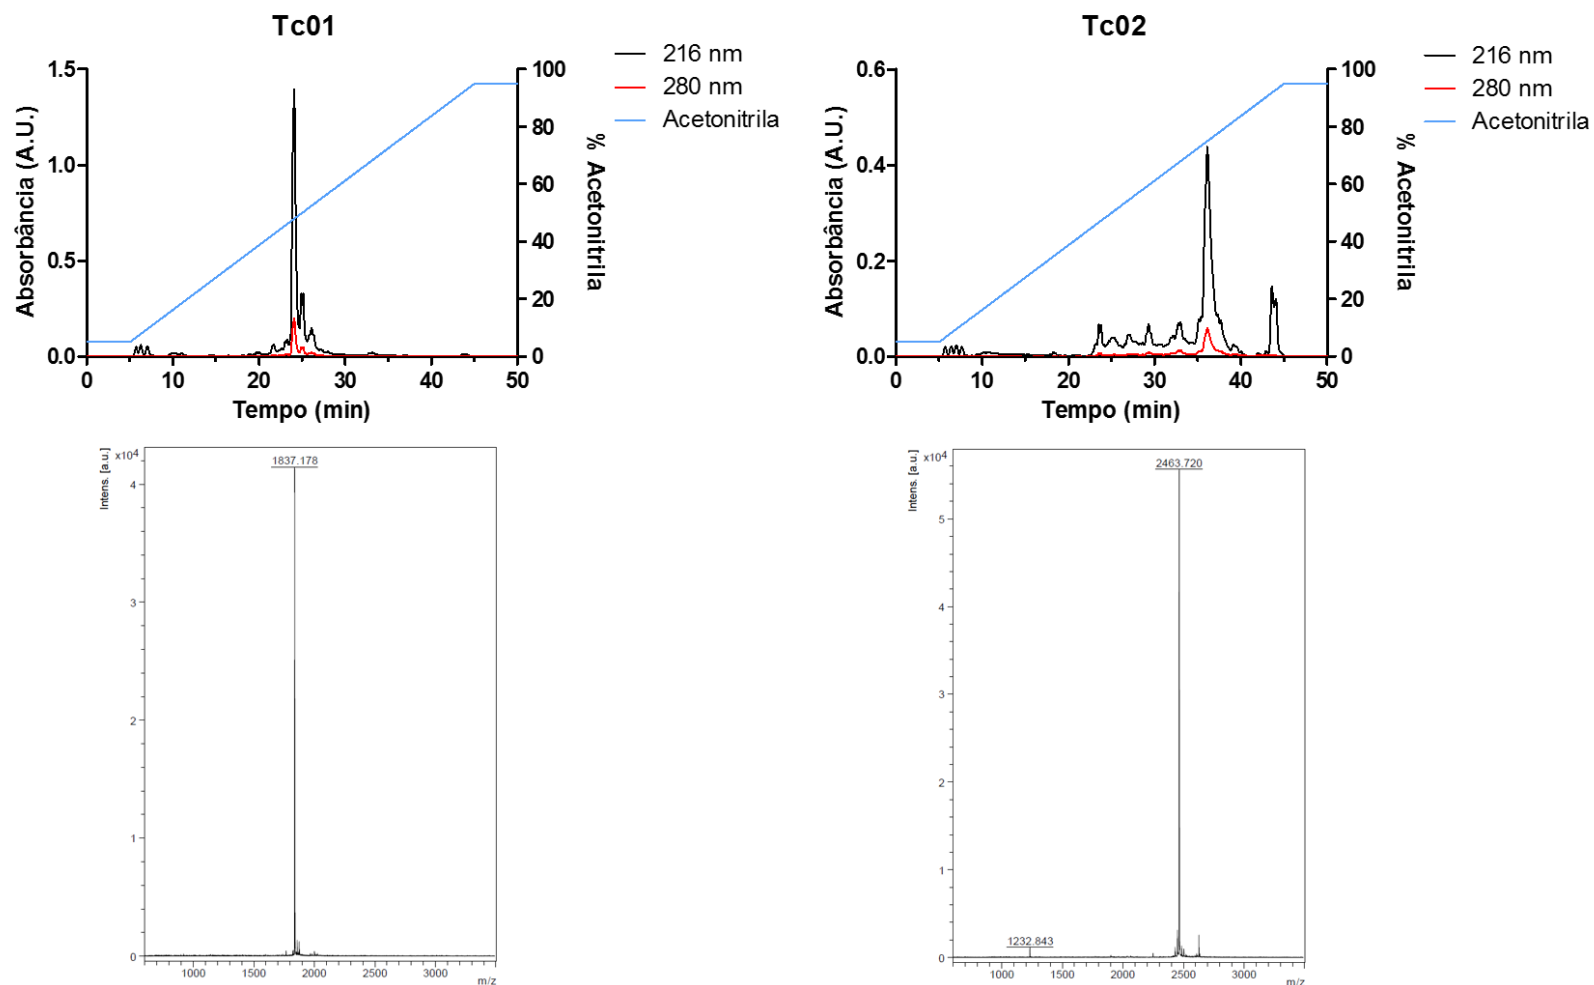 Tc01
216 nm
280 nm
Acetonitrila
1.5
1.0
0.5
0.0
Absorbância (A.U.)
100
80
60
40
20
0
% Acetonitrila
0 10 20 30 40 50
Tempo (min)
Tc02
216 nm
280 nm
Acetonitrila
0.6
0.4
0.2
0.0
Absorbância (A.U.)
100
80
60
40
20
0
% Acetonitrila
0 10 20 30 40 50
Tempo (min)
Intens. [a.u.]
x10⁴
1837.178
4
3
2
1
0
1000 1500 2000 2500 3000
m/z
Intens. [a.u.]
x10⁴
2463.720
5
4
3
2
1
1232.843
0
1000 1500 2000 2500 3000
m/z